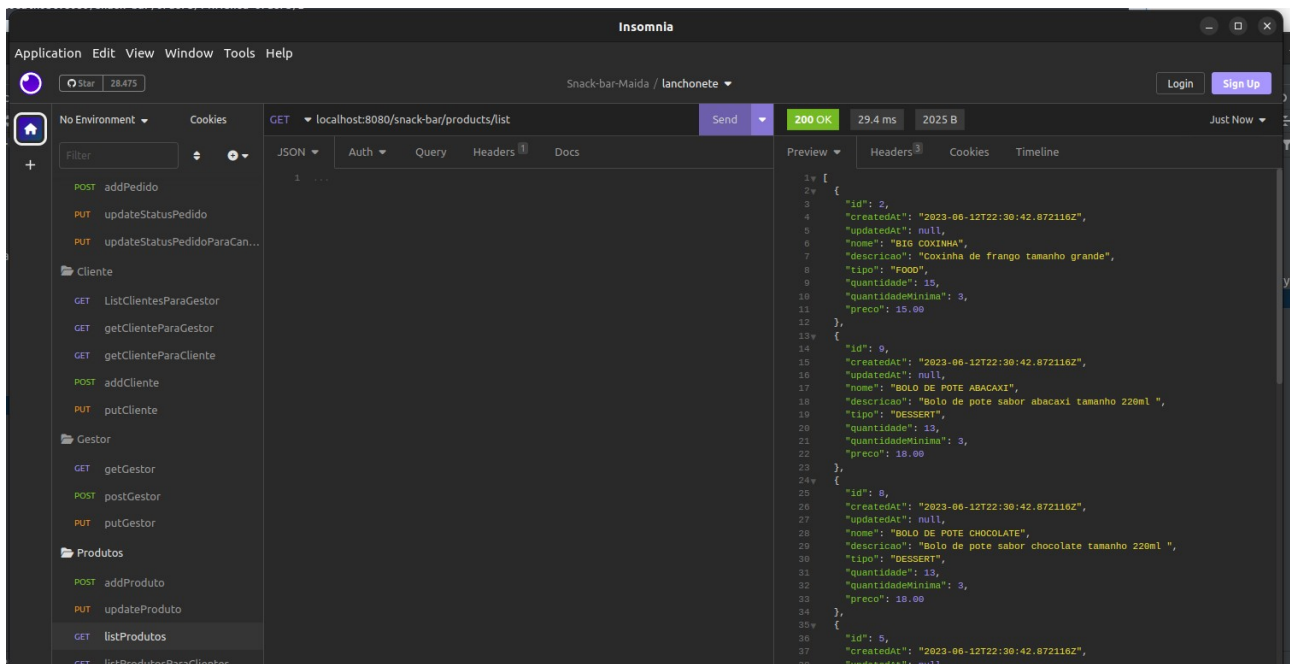 Insomnia
Application Edit View Window Tools Help
Star 28.475
Snack-bar-Maida / lanchonete
Login
Sign Up
No Environment
Cookies
GET localhost:8080/snack-bar/products/list
Send
200 OK
29.4 ms
2025 B
Just Now
Filter
JSON
Auth
Query
Headers 1
Docs
Preview
Headers 3
Cookies
Timeline
POST addPedido
PUT updateStatusPedido
PUT updateStatusPedidoParaCan...
Cliente
GET ListClientesParaGestor
GET getClienteParaGestor
GET getClienteParaCliente
POST addCliente
PUT putCliente
Gestor
GET getGestor
POST postGestor
PUT putGestor
Produtos
POST addProduto
PUT updateProduto
GET listProdutos
GET listProdutosParaClientes
1 ...
1 [
2 {
3 "id": 2,
4 "createdAt": "2023-06-12T22:30:42.872116Z",
5 "updatedAt": null,
6 "nome": "BIG COXINHA",
7 "descricao": "Coxinha de frango tamanho grande",
8 "tipo": "FOOD",
9 "quantidade": 15,
10 "quantidadeMinima": 3,
11 "preco": 15.00
12 },
13 {
14 "id": 9,
15 "createdAt": "2023-06-12T22:30:42.872116Z",
16 "updatedAt": null,
17 "nome": "BOLO DE POTE ABACAXI",
18 "descricao": "Bolo de pote sabor abacaxi tamanho 220ml ",
19 "tipo": "DESSERT",
20 "quantidade": 13,
21 "quantidadeMinima": 3,
22 "preco": 18.00
23 },
24 {
25 "id": 8,
26 "createdAt": "2023-06-12T22:30:42.872116Z",
27 "updatedAt": null,
28 "nome": "BOLO DE POTE CHOCOLATE",
29 "descricao": "Bolo de pote sabor chocolate tamanho 220ml ",
30 "tipo": "DESSERT",
31 "quantidade": 13,
32 "quantidadeMinima": 3,
33 "preco": 18.00
34 },
35 {
36 "id": 5,
37 "createdAt": "2023-06-12T22:30:42.872116Z",